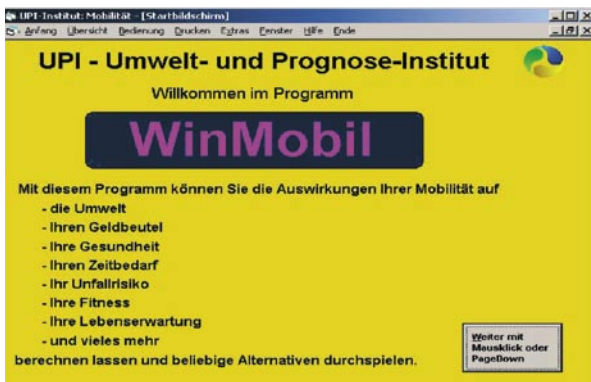 UPI-Institut: Mobilität - [Startbildschirm]
Anfang Übersicht Bedienung Drucken Extras Fenster Hilfe Ende
UPI - Umwelt- und Prognose-Institut
Willkommen im Programm
WinMobil
Mit diesem Programm können Sie die Auswirkungen Ihrer Mobilität auf
- die Umwelt
- Ihren Geldbeutel
- Ihre Gesundheit
- Ihren Zeitbedarf
- Ihr Unfallrisiko
- Ihre Fitness
- Ihre Lebenserwartung
- und vieles mehr
berechnen lassen und beliebige Alternativen durchspielen.
Weiter mit
Mausklick oder
PageDown